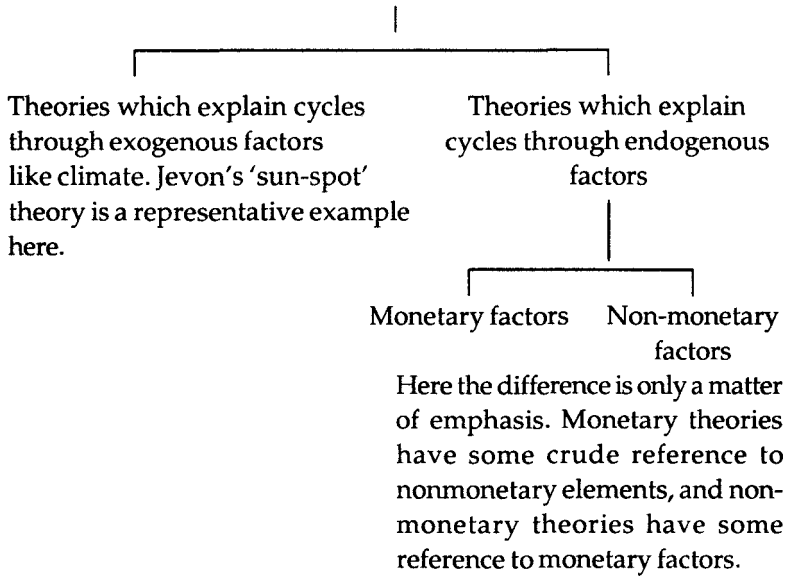 Theories which explain cycles
through exogenous factors
like climate. Jevon's 'sun-spot'
theory is a representative example
here.
Theories which explain
cycles through endogenous
factors
Monetary factors
Non-monetary
factors
Here the difference is only a matter
of emphasis. Monetary theories
have some crude reference to
nonmonetary elements, and non-
monetary theories have some
reference to monetary factors.